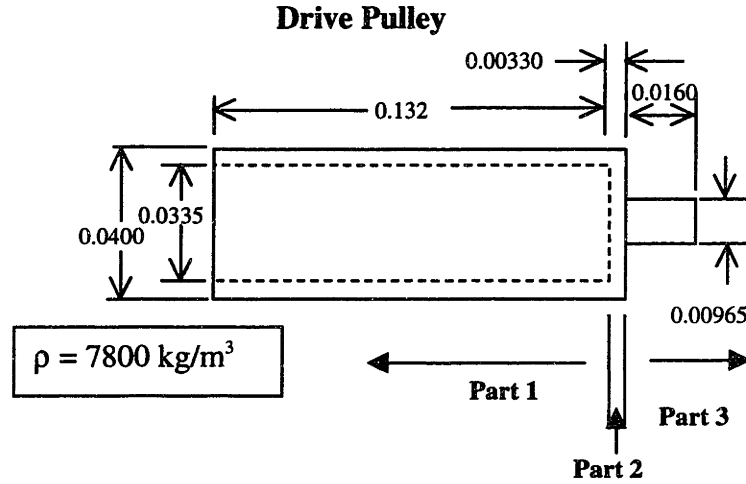 Drive Pulley
0.00330
0.0160
0.132
0.0335
0.0400
0.00965
ρ = 7800 kg/m³
Part 1
Part 3
Part 2